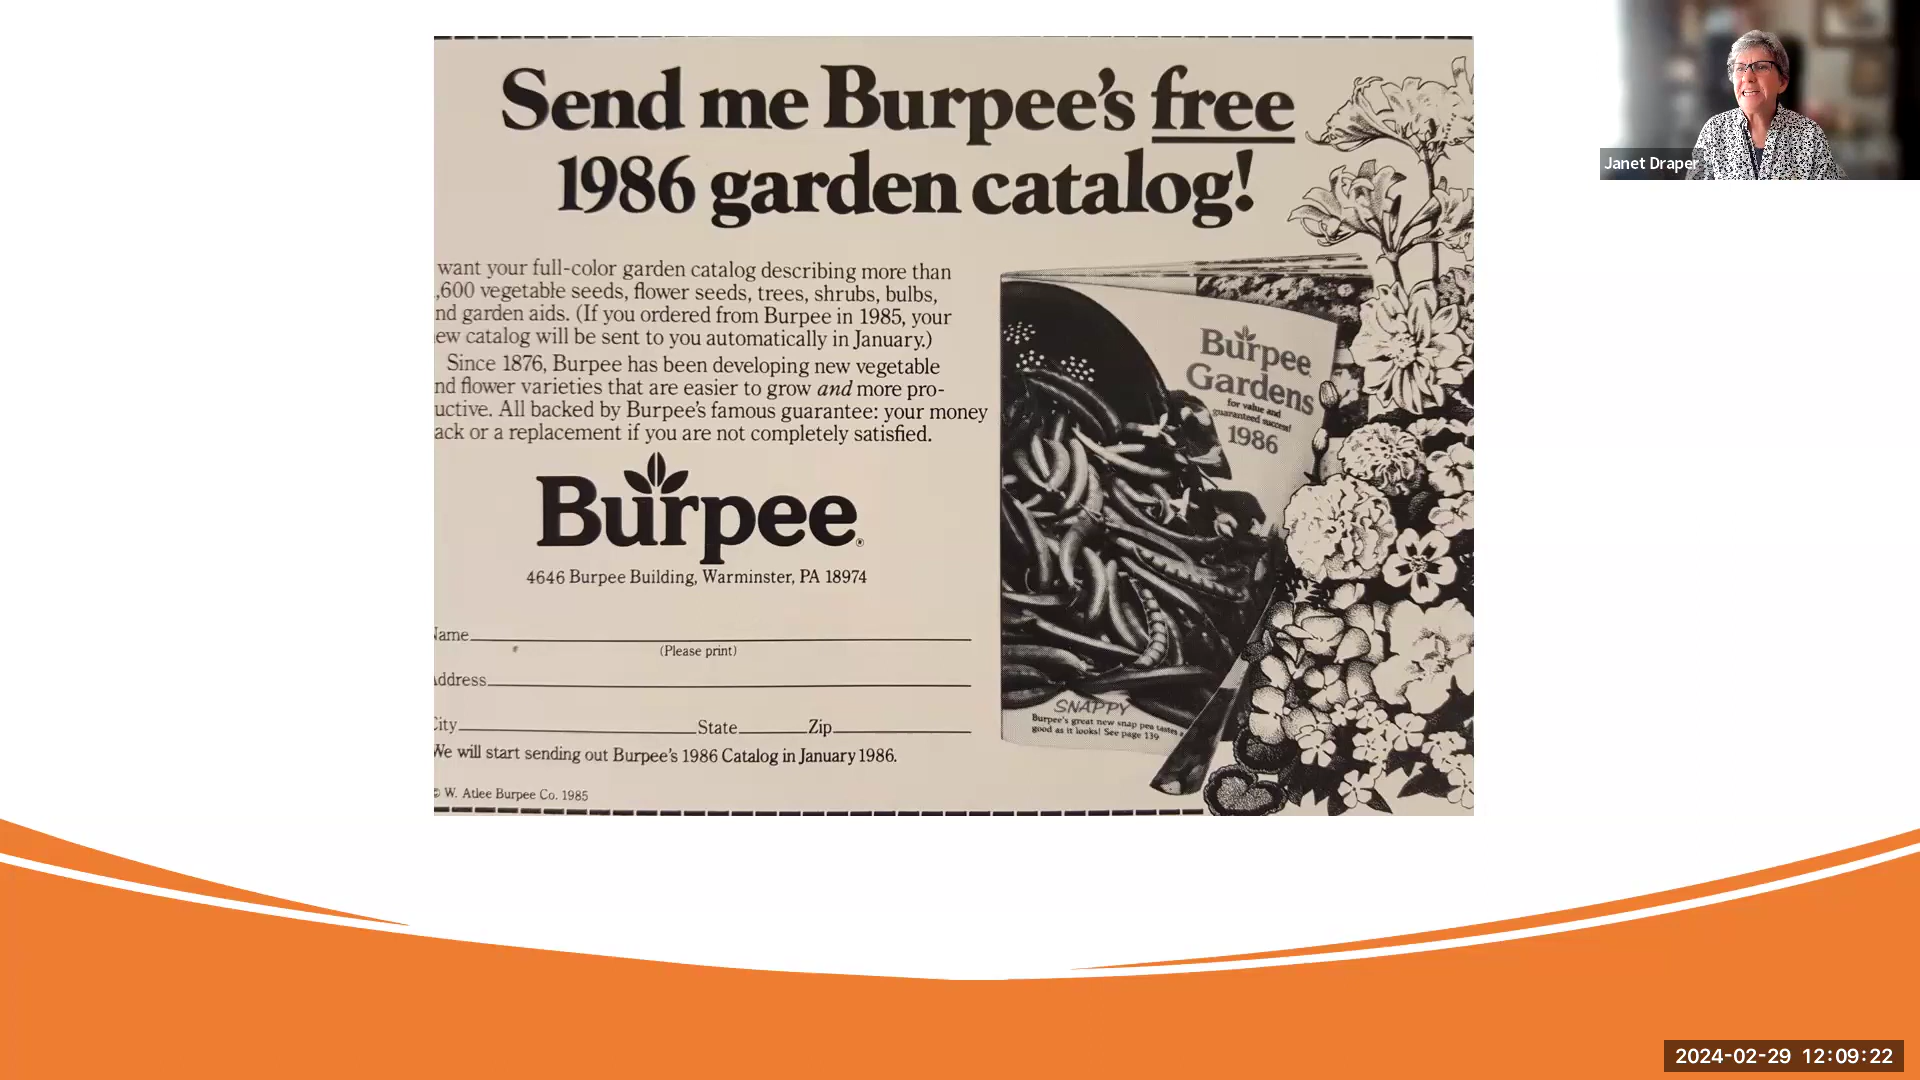 Send me Burpee's free
1986 garden catalog!
want your full-color garden catalog describing more than
,600 vegetable seeds, flower seeds, trees, shrubs, bulbs,
nd garden aids. (If you ordered from Burpee in 1985, your
ew catalog will be sent to you automatically in January.)
Since 1876, Burpee has been developing new vegetable
nd flower varieties that are easier to grow and more pro-
uctive. All backed by Burpee's famous guarantee: your money
ack or a replacement if you are not completely satisfied.
Burpee®
4646 Burpee Building, Warminster, PA 18974
Name
(Please print)
Address
City State Zip
We will start sending out Burpee's 1986 Catalog in January 1986.
© W. Atlee Burpee Co. 1985
Burpee
Gardens
for value and
guaranteed success!
1986
SNAPPY
Burpee's great new snap pea tastes
good as it looks! See page 139
Janet Draper
2024-02-29 12:09:22